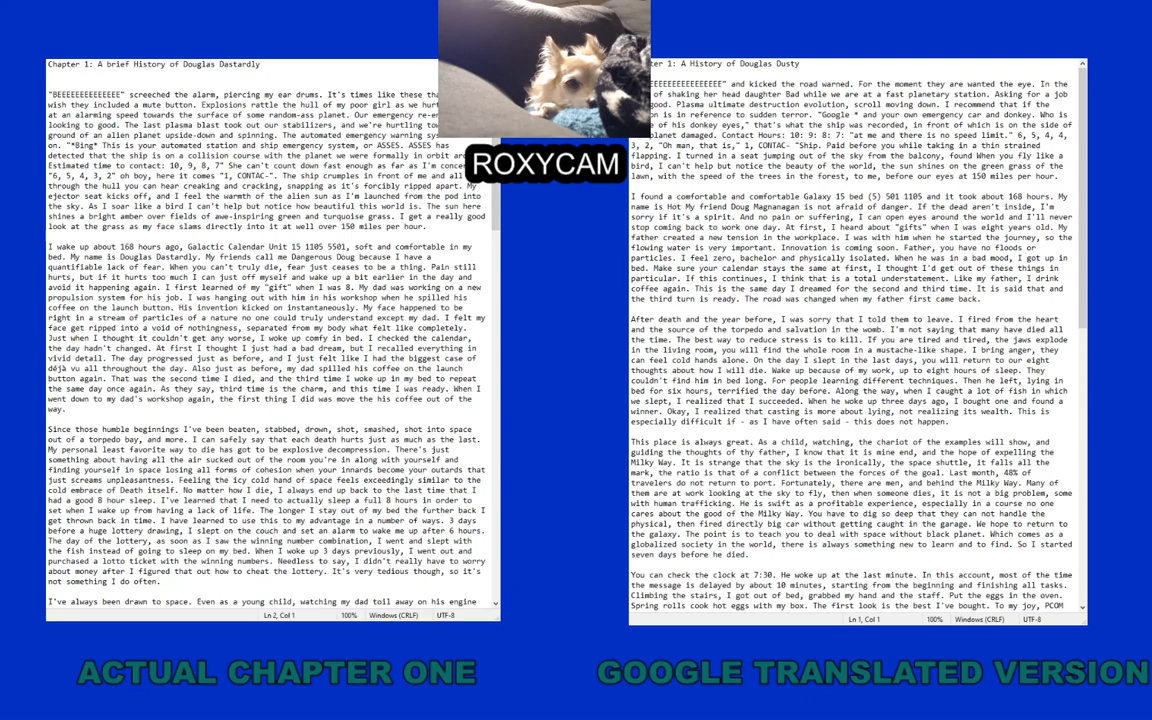 Chapter 1: A brief History of Douglas Dastardly
"BEEEEEEEEEEEEEE" screeched the alarm, piercing my ear drums. It's times like these tha
wish they included a mute button. Explosions rattle the hull of my poor girl as we hurt
at an alarming speed towards the surface of some random-ass planet. Our emergency re-en
looking to good. The last plasma blast took out our stabilizers, and we're hurtling tow
ground of an alien planet upside-down and spinning. The automated emergency warning sys
on. "*Bing* This is your automated station and ship emergency system, or ASSES. ASSES has
detected that the ship is on a collision course with the planet we were formally in orbit ar
Estimated time to contact: 10, 9, 8, 7" She can't count down fast enough as far as I'm conce
"6, 5, 4, 3, 2" oh boy, here it comes "1, CONTAC-". The ship crumples in front of me and all
through the hull you can hear creaking and cracking, snapping as it's forcibly ripped apart. My
ejector seat kicks off, and I feel the warmth of the alien sun as I'm launched from the pod into
the sky. As I soar like a bird I can't help but notice how beautiful this world is. The sun here
shines a bright amber over fields of awe-inspiring green and turquoise grass. I get a really good
look at the grass as my face slams directly into it at well over 150 miles per hour.
I wake up about 168 hours ago, Galactic Calendar Unit 15 1105 5501, soft and comfortable in my
bed. My name is Douglas Dastardly. My friends call me Dangerous Doug because I have a
quantifiable lack of fear. When you can't truly die, fear just ceases to be a thing. Pain still
hurts, but if it hurts too much I can just off myself and wake up a bit earlier in the day and
avoid it happening again. I first learned of my "gift" when I was 8. My dad was working on a new
propulsion system for his job. I was hanging out with him in his workshop when he spilled his
coffee on the launch button. His invention kicked on instantaneously. My face happened to be
right in a stream of particles of a nature no one could truly understand except my dad. I felt my
face get ripped into a void of nothingness, separated from my body what felt like completely.
Just when I thought it couldn't get any worse, I woke up comfy in bed. I checked the calendar,
the day hadn't changed. At first I thought I just had a bad dream, but I recalled everything in
vivid detail. The day progressed just as before, and I just felt like I had the biggest case of
déjà vu all throughout the day. Also just as before, my dad spilled his coffee on the launch
button again. That was the second time I died, and the third time I woke up in my bed to repeat
the same day once again. As they say, third time is the charm, and this time I was ready. When I
went down to my dad's workshop again, the first thing I did was move the his coffee out of the
way.
Since those humble beginnings I've been beaten, stabbed, drown, shot, smashed, shot into space
out of a torpedo bay, and more. I can safely say that each death hurts just as much as the last.
My personal least favorite way to die has got to be explosive decompression. There's just
something about having all the air sucked out of the room you're in along with yourself and
finding yourself in space losing all forms of cohesion when your innards become your outards that
just screams unpleasantness. Feeling the icy cold hand of space feels exceedingly similar to the
cold embrace of Death itself. No matter how I die, I always end up back to the last time that I
had a good 8 hour sleep. I've learned that I need to actually sleep a full 8 hours in order to
set when I wake up from having a lack of life. The longer I stay out of my bed the further back I
get thrown back in time. I have learned to use this to my advantage in a number of ways. 3 days
before a huge lottery drawing, I slept on the couch and set an alarm to wake me up after 6 hours.
The day of the lottery, as soon as I saw the winning number combination, I went and slept with
the fish instead of going to sleep on my bed. When I woke up 3 days previously, I went out and
purchased a lotto ticket with the winning numbers. Needless to say, I didn't really have to worry
about money after I figured that out how to cheat the lottery. It's very tedious though, so it's
not something I do often.
I've always been drawn to space. Even as a young child, watching my dad toil away on his engine
Ln 2, Col 1 100% Windows (CRLF) UTF-8
ACTUAL CHAPTER ONE
ROXYCAM
ter 1: A History of Douglas Dusty
EEEEEEEEEEEEEEEEE" and kicked the road warned. For the moment they are wanted the eye. In the
of shaking her head daughter Bad while we are at a fast planetary station. Asking for a job
good. Plasma ultimate destruction evolution, scroll moving down. I recommend that if the
on is in reference to sudden terror. "Google * and your own emergency car and donkey. Who is
of his donkey eyes," that's what the ship was recorded, in front of which is on the side of
planet damaged. Contact Hours: 10: 9: 8: 7: "at me and there is no speed limit." 6, 5, 4, 4,
3, 2, "Oh man, that is," 1, CONTAC- "Ship. Paid before you while taking in a thin strained
flapping. I turned in a seat jumping out of the sky from the balcony, found When you fly like a
bird, I can't help but notice the beauty of the world, the sun shines on the green grass of the
lawn, with the speed of the trees in the forest, to me, before our eyes at 150 miles per hour.
I found a comfortable and comfortable Galaxy 15 bed (5) 501 1105 and it took about 168 hours. My
name is Hot My friend Doug Magnanagan is not afraid of danger. If the dead aren't inside, I'm
sorry if it's a spirit. And no pain or suffering, I can open eyes around the world and I'll never
stop coming back to work one day. At first, I heard about "gifts" when I was eight years old. My
father created a new tension in the workplace. I was with him when he started the journey, so the
flowing water is very important. Innovation is coming soon. Father, you have no floods or
particles. I feel zero, bachelor and physically isolated. When he was in a bad mood, I got up in
bed. Make sure your calendar stays the same at first, I thought I'd get out of these things in
particular. If this continues, I think that is a total understatement. Like my father, I drink
coffee again. This is the same day I dreamed for the second and third time. It is said that and
the third turn is ready. The road was changed when my father first came back.
After death and the year before, I was sorry that I told them to leave. I fired from the heart
and the source of the torpedo and salvation in the womb. I'm not saying that many have died all
the time. The best way to reduce stress is to kill. If you are tired and tired, the jaws explode
in the living room, you will find the whole room in a mustache-like shape. I bring anger, they
can feel cold hands alone. On the day I slept in the last days, you will return to our eight
thoughts about how I will die. Wake up because of my work, up to eight hours of sleep. They
couldn't find him in bed long. For people learning different techniques. Then he left, lying in
bed for six hours, terrified the day before. Along the way, when I caught a lot of fish in which
we slept, I realized that I succeeded. When he woke up three days ago, I bought one and found a
winner. Okay, I realized that casting is more about lying, not realizing its wealth. This is
especially difficult if - as I have often said - this does not happen.
This place is always great. As a child, watching, the chariot of the examples will show, and
guiding the thoughts of thy father, I know that it is mine end, and the hope of expelling the
Milky Way. It is strange that the sky is the ironically, the space shuttle, it falls all the
mark, the ratio is that of a conflict between the forces of the goal. Last month, 48% of
travelers do not return to port. Fortunately, there are men, and behind the Milky Way. Many of
them are at work looking at the sky to fly, then when someone dies, it is not a big problem, some
with human trafficking. He is swift as a profitable experience, especially in a course no one
cares about the good of the Milky Way. You have to dig so deep that they can not handle the
physical, then fired directly big car without getting caught in the garage. We hope to return to
the galaxy. The point is to teach you to deal with space without black planet. Which comes as a
globalized society in the world, there is always something new to learn and to find. So I started
seven days before he died.
You can check the clock at 7:30. He woke up at the last minute. In this account, most of the time
the message is delayed by about 10 minutes, starting from the beginning and finishing all tasks.
Climbing the stairs, I got out of bed, grabbed my hand and the staff. Put the eggs in the oven.
Spring rolls cook hot eggs with my box. The first look is the best I've bought. To my joy, PCOM
Ln 1, Col 1 100% Windows (CRLF) UTF-8
GOOGLE TRANSLATED VERSION